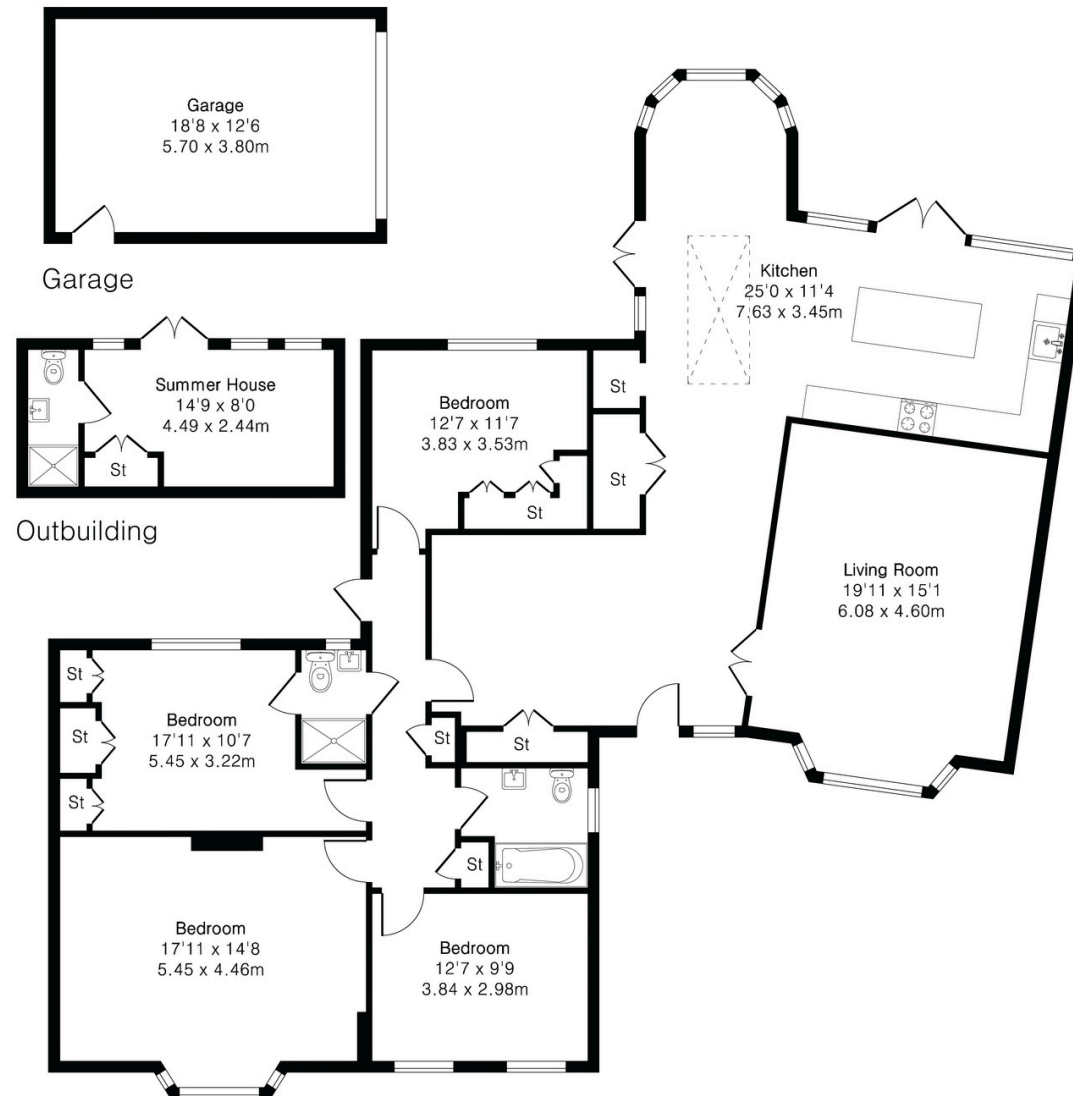 Garage
18'8 x 12'6
5.70 x 3.80m
Garage
Kitchen
25'0 x 11'4
7.63 x 3.45m
Summer House
14'9 x 8'0
4.49 x 2.44m
St
Outbuilding
Bedroom
12'7 x 11'7
3.83 x 3.53m
St
St
St
Living Room
19'11 x 15'1
6.08 x 4.60m
St
St
St
Bedroom
17'11 x 10'7
5.45 x 3.22m
St
St
St
Bedroom
17'11 x 14'8
5.45 x 4.46m
Bedroom
12'7 x 9'9
3.84 x 2.98m